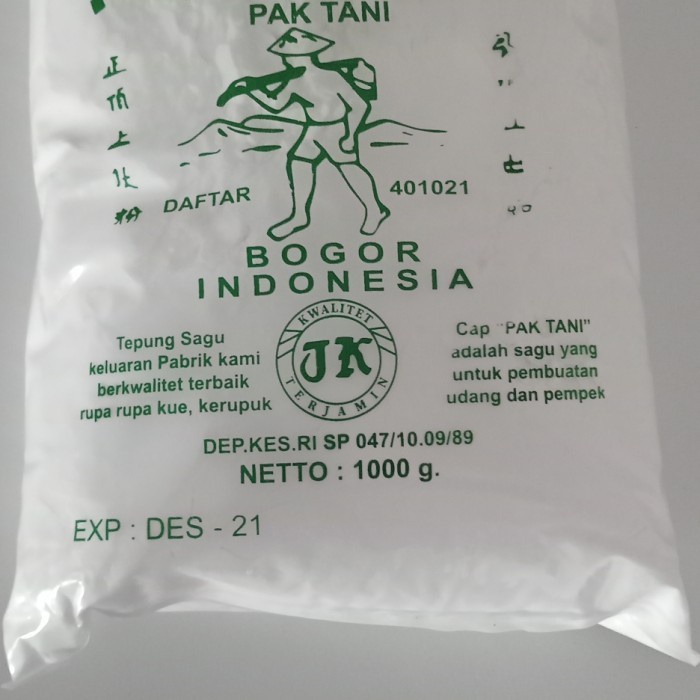 PAK TANI
正
上
DAFTAR 401021
BOGOR
INDONESIA
Tepung Sagu
keluaran Pabrik kami
berkwalitet terbaik
rupa rupa kue, kerupuk
KWALITET
JK
TERJAMIN
Cap "PAK TANI"
adalah sagu yang
untuk pembuatan
udang dan pempek
DEP.KES.RI SP 047/10.09/89
NETTO : 1000 g.
EXP : DES - 21